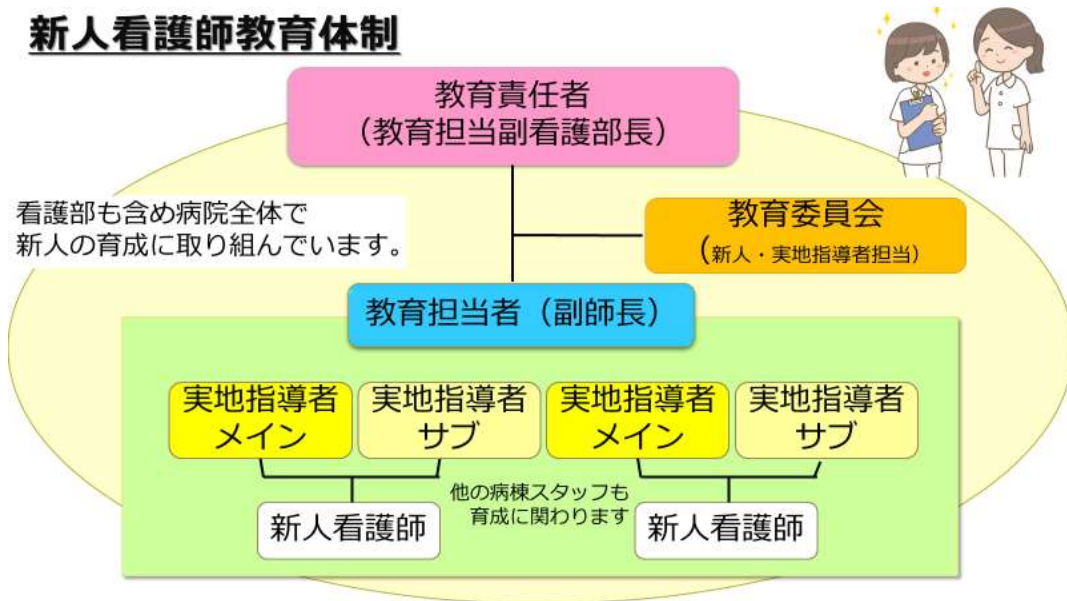 新人看護師教育体制
教育責任者
（教育担当副看護部長）
看護部も含め病院全体で
新人の育成に取り組んでいます。
教育委員会
（新人・実地指導者担当）
教育担当者（副師長）
実地指導者
メイン
実地指導者
サブ
実地指導者
メイン
実地指導者
サブ
他の病棟スタッフも
育成に関わります
新人看護師
新人看護師